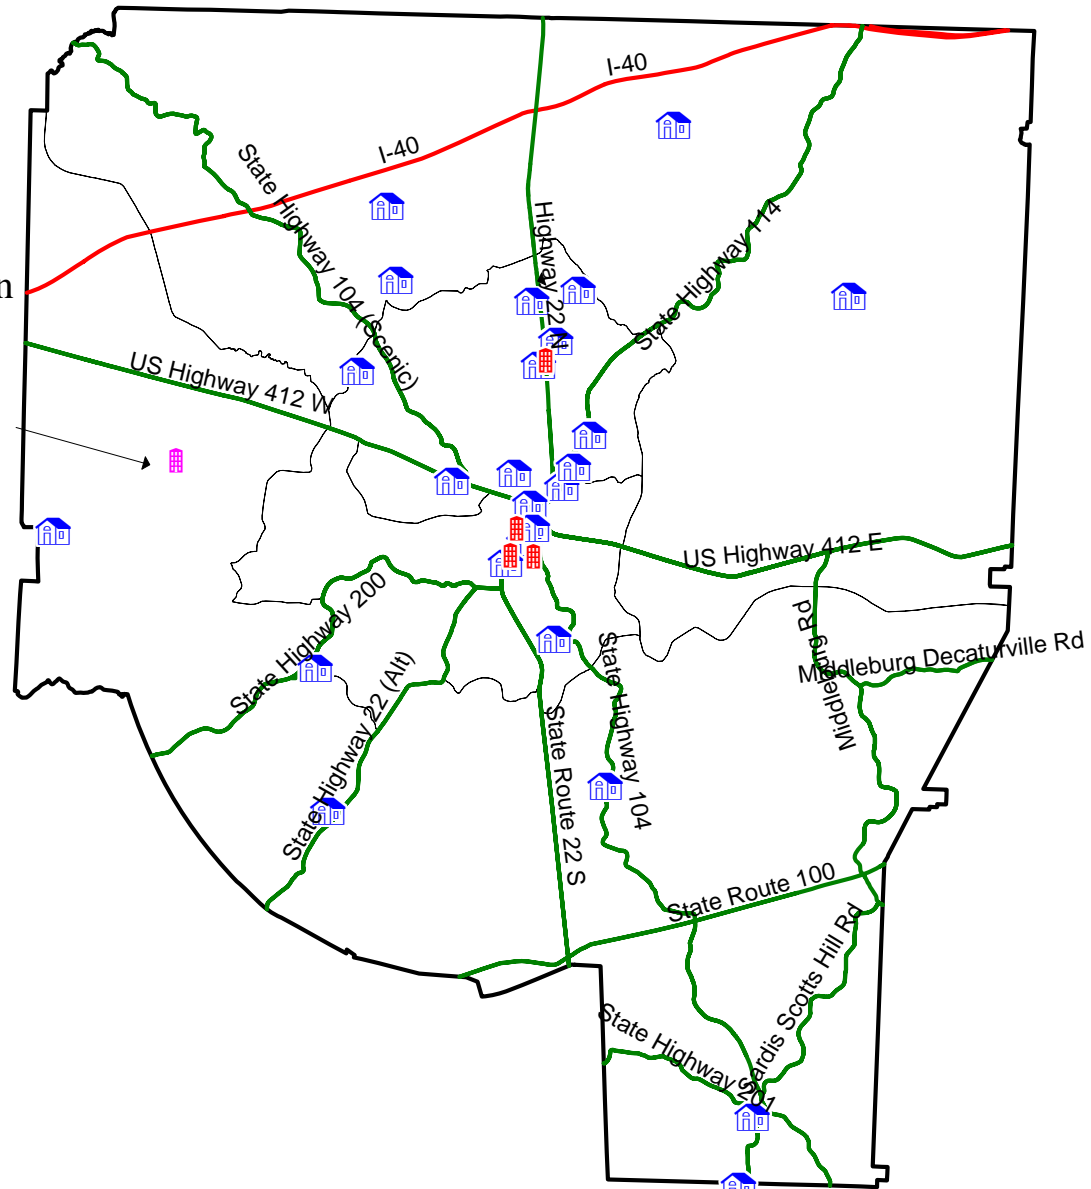 I-40
I-40
State Highway 104 (Scenic)
Highway 22 N
State Highway 114
n
US Highway 412 W
US Highway 412 E
State Highway 200
Middleburg Rd
Middleburg Decaturville Rd
State Highway 22 (Alt)
State Highway 104
State Route 22 S
State Route 100
Sardis Scotts Hill Rd
State Highway 201